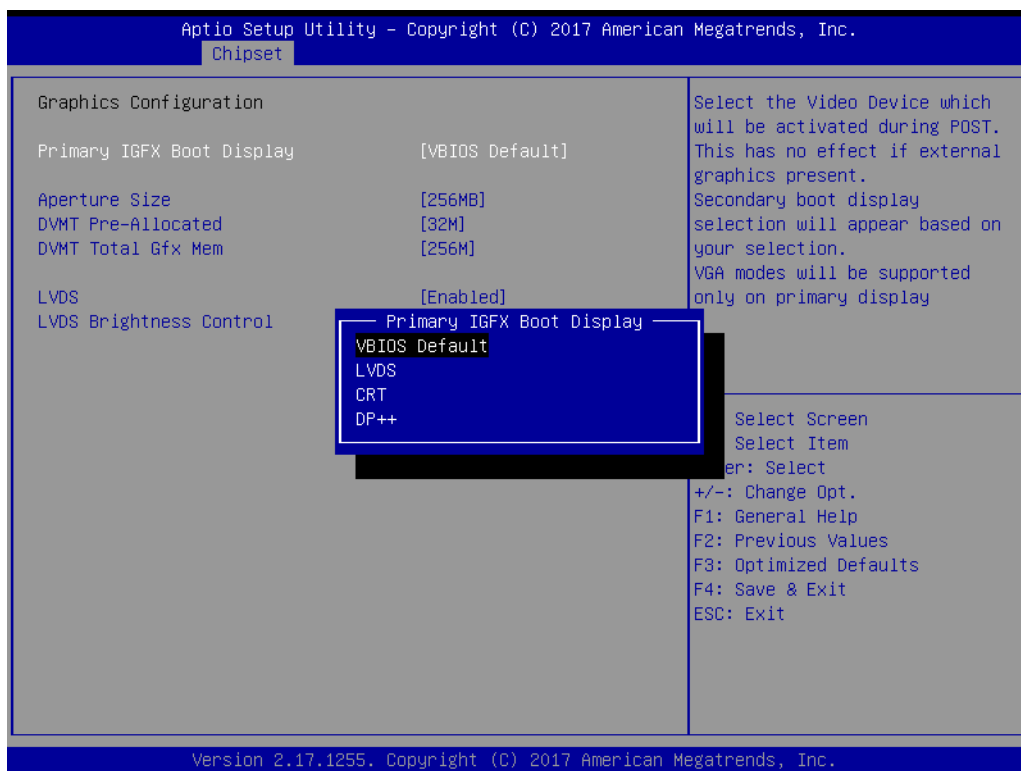 Aptio Setup Utility – Copyright (C) 2017 American Megatrends, Inc.
Chipset
Graphics Configuration
Primary IGFX Boot Display [VBIOS Default]
Aperture Size [256MB]
DVMT Pre-Allocated [32M]
DVMT Total Gfx Mem [256M]
LVDS [Enabled]
LVDS Brightness Control
Primary IGFX Boot Display
VBIOS Default
LVDS
CRT
DP++
Select the Video Device which
will be activated during POST.
This has no effect if external
graphics present.
Secondary boot display
selection will appear based on
your selection.
VGA modes will be supported
only on primary display
Select Screen
Select Item
er: Select
+/-: Change Opt.
F1: General Help
F2: Previous Values
F3: Optimized Defaults
F4: Save & Exit
ESC: Exit
Version 2.17.1255. Copyright (C) 2017 American Megatrends, Inc.